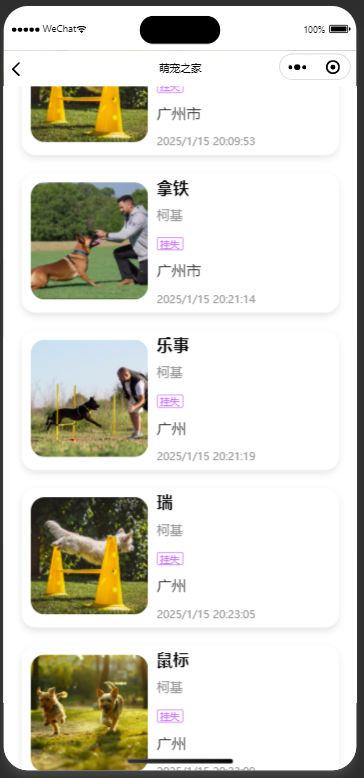 WeChat
100%
萌宠之家
挂失
广州市
2025/1/15 20:09:53
拿铁
柯基
挂失
广州市
2025/1/15 20:21:14
乐事
柯基
挂失
广州
2025/1/15 20:21:19
瑞
柯基
挂失
广州
2025/1/15 20:23:05
鼠标
柯基
挂失
广州